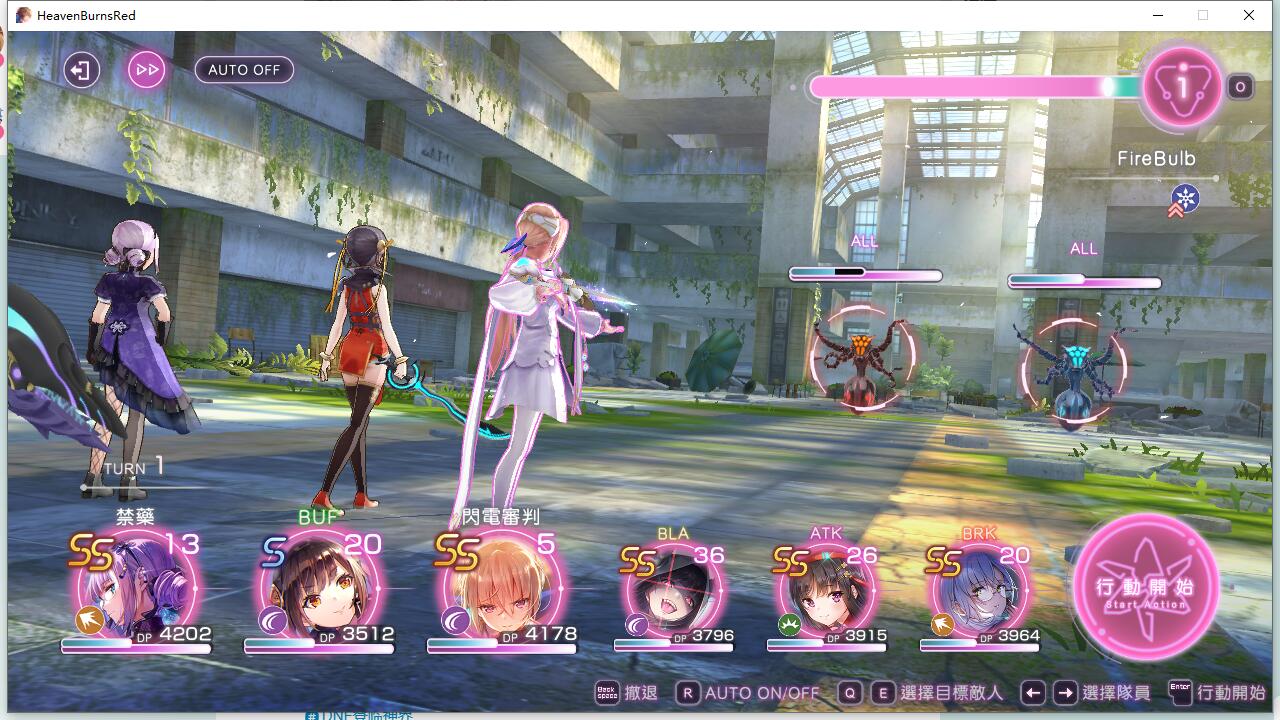 HeavenBurnsRed
AUTO OFF
1
O
FireBulb
ALL
ALL
TURN 1
禁藥
BUF
閃電審判
BLA
ATK
BRK
SS 13
S 20
SS 5
SS 36
SS 26
SS 20
行動開始
Start Action
DP 4202
DP 3512
DP 4178
DP 3796
DP 3915
DP 3964
Back space 撤退 R AUTO ON/OFF Q E 選擇目標敵人 ← → 選擇隊員 Enter 行動開始